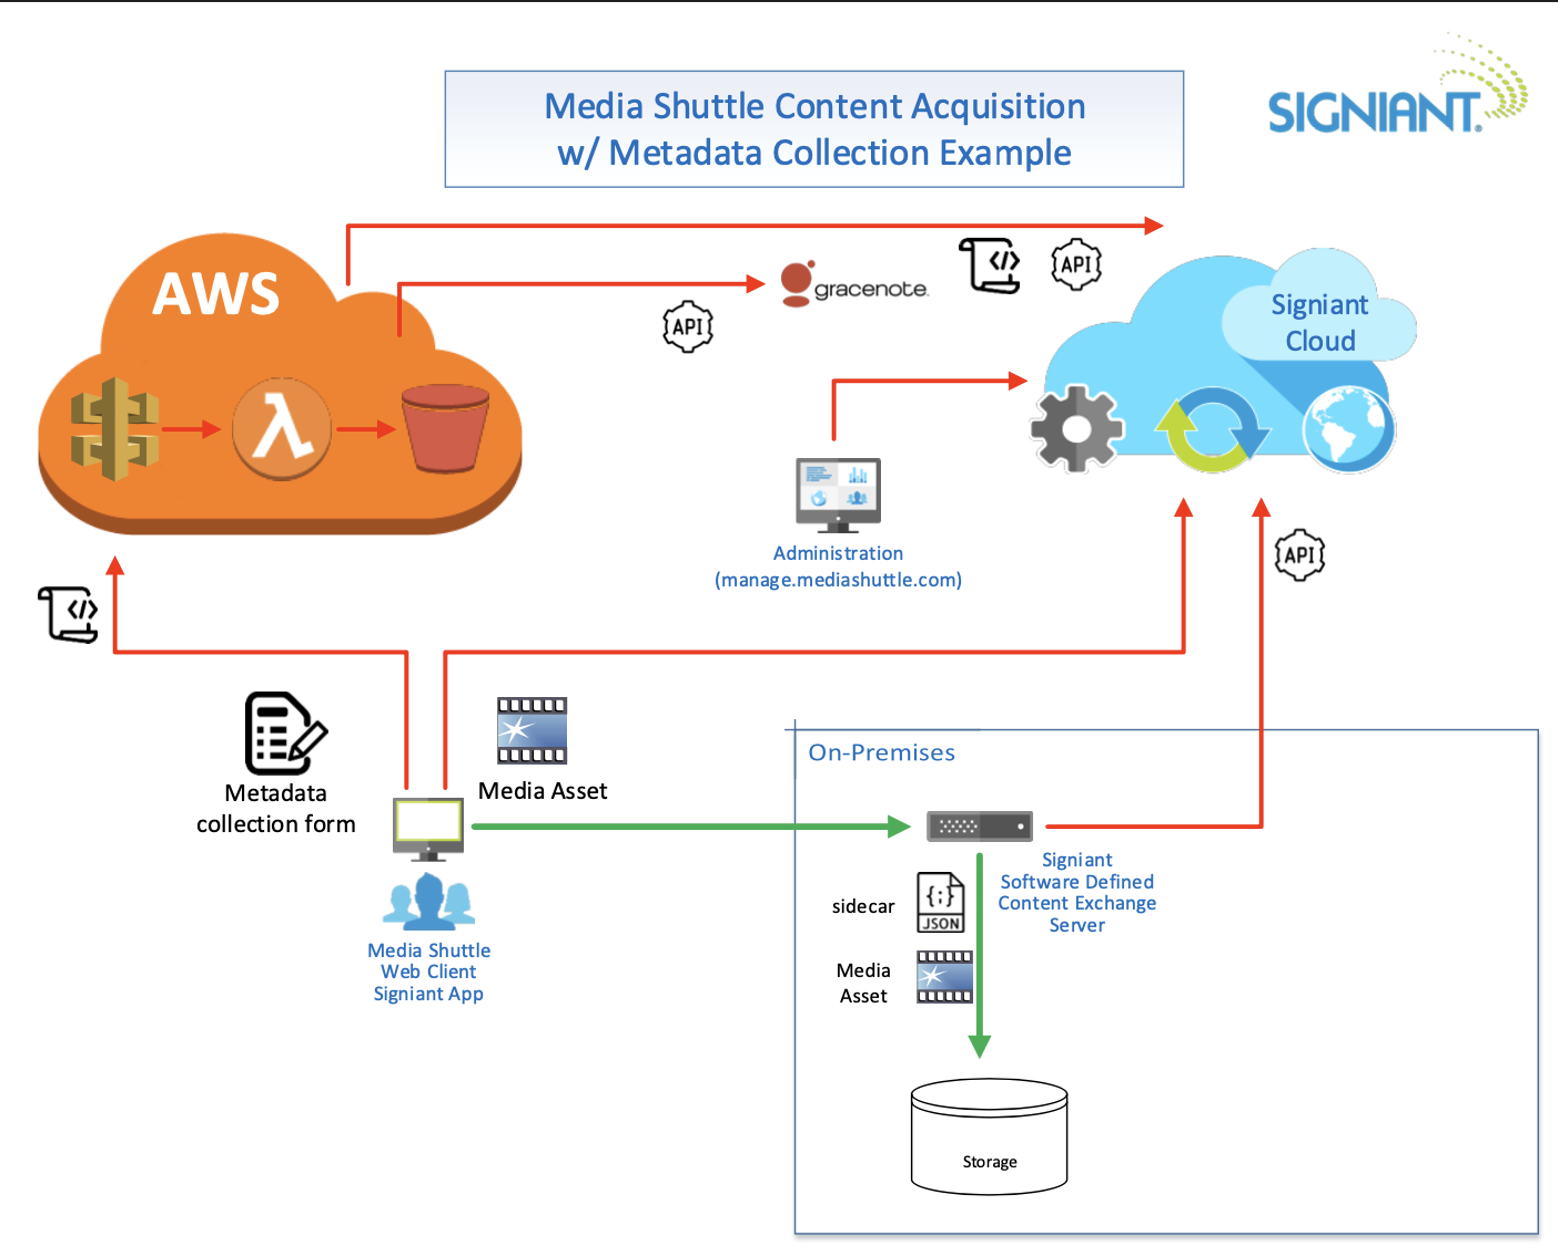 Media Shuttle Content Acquisition
w/ Metadata Collection Example
SIGNIANT
AWS
gracenote.
</>
API
API
Signiant
Cloud
Administration
(manage.mediashuttle.com)
API
</>
Metadata
collection form
Media Asset
Media Shuttle
Web Client
Signiant App
On-Premises
Signiant
Software Defined
Content Exchange
Server
sidecar
{;}
JSON
Media
Asset
Storage